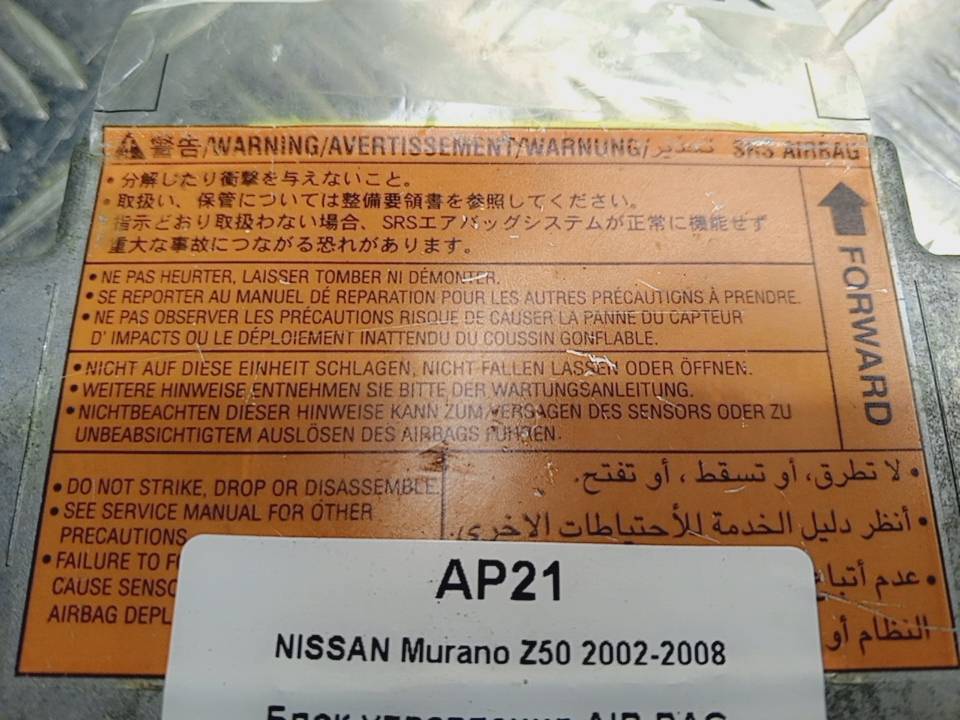 警告/WARNING/AVERTISSEMENT/WARNUNG/تحذير SRS AIRBAG
・分解したり衝撃を与えないこと。
・取扱い、保管については整備要領書を参照してください。
指示どおり取扱わない場合、SRSエアバッグシステムが正常に機能せず
重大な事故につながる恐れがあります。
FORWARD
• NE PAS HEURTER, LAISSER TOMBER NI DÉMONTER.
• SE REPORTER AU MANUEL DE REPARATION POUR LES AUTRES PRÉCAUTIONS À PRENDRE.
• NE PAS OBSERVER LES PRÉCAUTIONS RISQUE DE CAUSER LA PANNE DU CAPTEUR
D' IMPACTS OU LE DÉPLOIEMENT INATTENDU DU COUSSIN GONFLABLE.
• NICHT AUF DIESE EINHEIT SCHLAGEN, NICHT FALLEN LASSEN ODER ÖFFNEN.
• WEITERE HINWEISE ENTNEHMEN SIE BITTE DER WARTUNGSANLEITUNG.
• NICHTBEACHTEN DIESER HINWEISE KANN ZUM VERSAGEN DES SENSORS ODER ZU
UNBEABSICHTIGTEM AUSLÖSEN DES AIRBAGS FÜHREN.
• DO NOT STRIKE, DROP OR DISASSEMBLE.
• SEE SERVICE MANUAL FOR OTHER
PRECAUTIONS
• FAILURE TO
CAUSE
AIRBAG
• لا تطرق، أو تسقط ، أو تفتح.
• أنظر دليل الخدمة للأحتياطات الاخرى.
• عدم أتباع
النظام أو
AP21
NISSAN Murano Z50 2002-2008
Блок управления AIR BAG